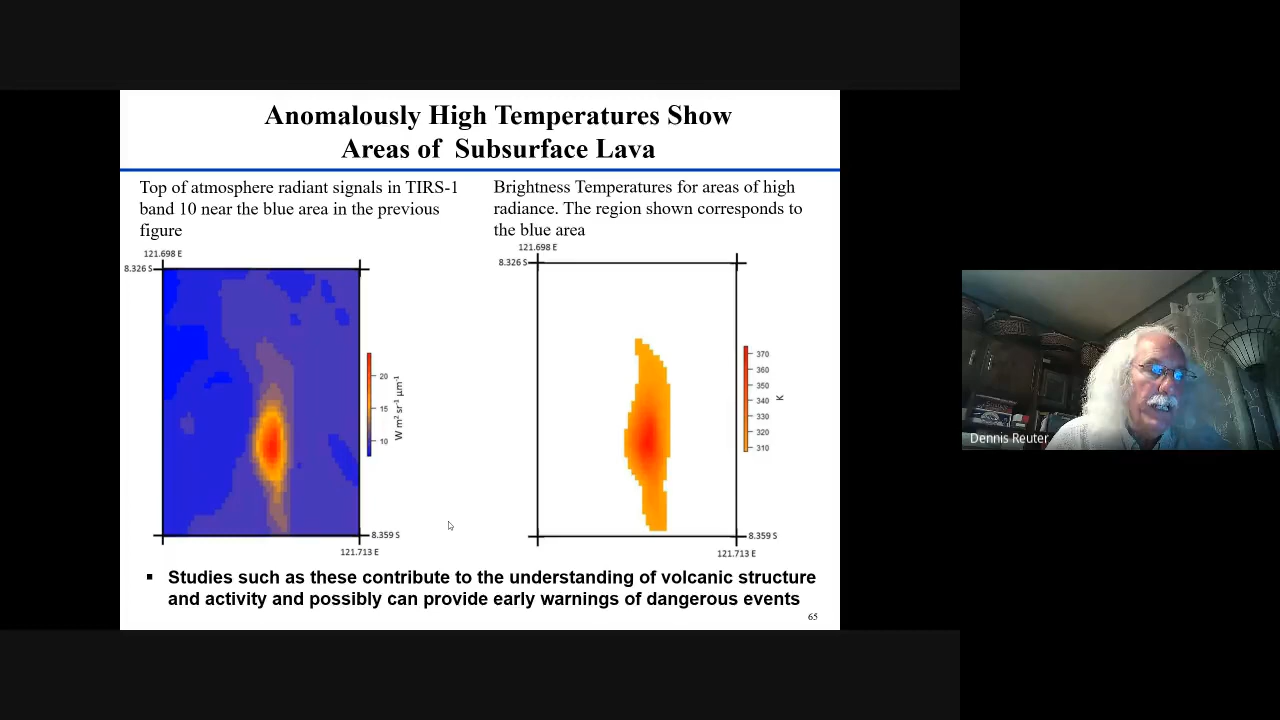 Anomalously High Temperatures Show
Areas of Subsurface Lava
Top of atmosphere radiant signals in TIRS-1
band 10 near the blue area in the previous
figure
121.698 E
8.326 S
20
15
10
W m² sr⁻¹ µm⁻¹
8.359 S
121.713 E
Brightness Temperatures for areas of high
radiance. The region shown corresponds to
the blue area
121.698 E
8.326 S
370
360
350
340
330
320
310
K
8.359 S
121.713 E
▪ Studies such as these contribute to the understanding of volcanic structure
and activity and possibly can provide early warnings of dangerous events
65
Dennis Reuter